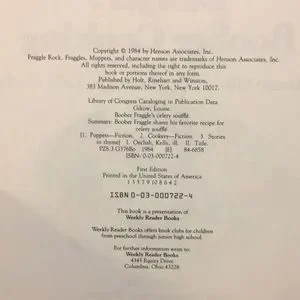 Copyright © 1984 by Henson Associates, Inc.
Fraggle Rock, Fraggles, Muppets, and character names are trademarks of Henson Associates, Inc.
All rights reserved, including the right to reproduce this
book or portions thereof in any form.
Published by Holt, Rinehart and Winston,
383 Madison Avenue, New York, New York 10017.
Library of Congress Cataloging in Publication Data
Gikow, Louise.
Boober Fraggle's celery soufflé.
Summary: Boober Fraggle shares his favorite recipe for
celery soufflé.
[1. Puppets—Fiction. 2. Cookery—Fiction. 3. Stories
in rhyme] I. Oechsli, Kelly, ill. II. Title.
PZ8.3.G376Bo 1984 [E] 84-6858
ISBN: 0-03-000722-4
First Edition
Printed in the United States of America
1 3 5 7 9 10 8 6 4 2
ISBN 0-03-000722-4
This book is a presentation of
Weekly Reader Books
Weekly Reader Books offers book clubs for children
from preschool through junior high school.
For further information write to:
Weekly Reader Books
4343 Equity Drive
Columbus, Ohio 43228